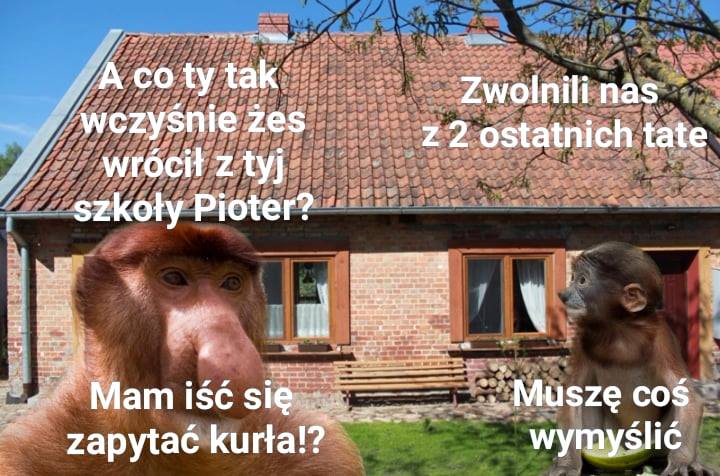 A co ty tak
wczyśnie żes
wrócił z tyj
szkoły Pioter?
Zwolnili nas
z 2 ostatnich tate
Mam iść się
zapytać kurła!?
Muszę coś
wymyślić